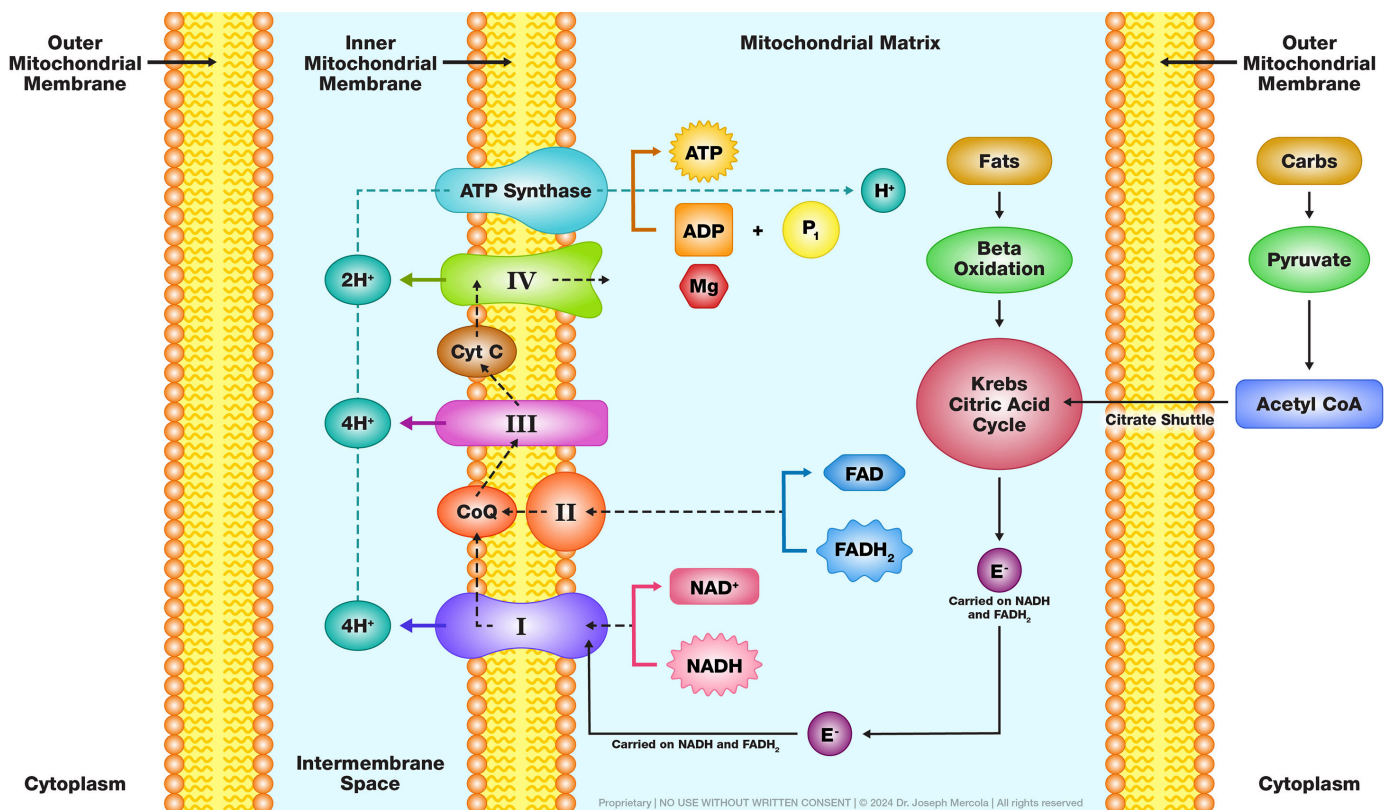 Outer
Mitochondrial
Membrane
Inner
Mitochondrial
Membrane
Mitochondrial Matrix
Outer
Mitochondrial
Membrane
ATP
ATP Synthase
H⁺
ADP
+
P₁
Mg
Fats
Carbs
Beta
Oxidation
Pyruvate
2H⁺
IV
Cyt C
Krebs
Citric Acid
Cycle
Acetyl CoA
Citrate Shuttle
4H⁺
III
FAD
CoQ
II
FADH₂
E⁻
Carried on NADH
and FADH₂
NAD⁺
4H⁺
I
NADH
E⁻
Carried on NADH and FADH₂
Cytoplasm
Intermembrane
Space
Cytoplasm
Proprietary | NO USE WITHOUT WRITTEN CONSENT | © 2024 Dr. Joseph Mercola | All rights reserved